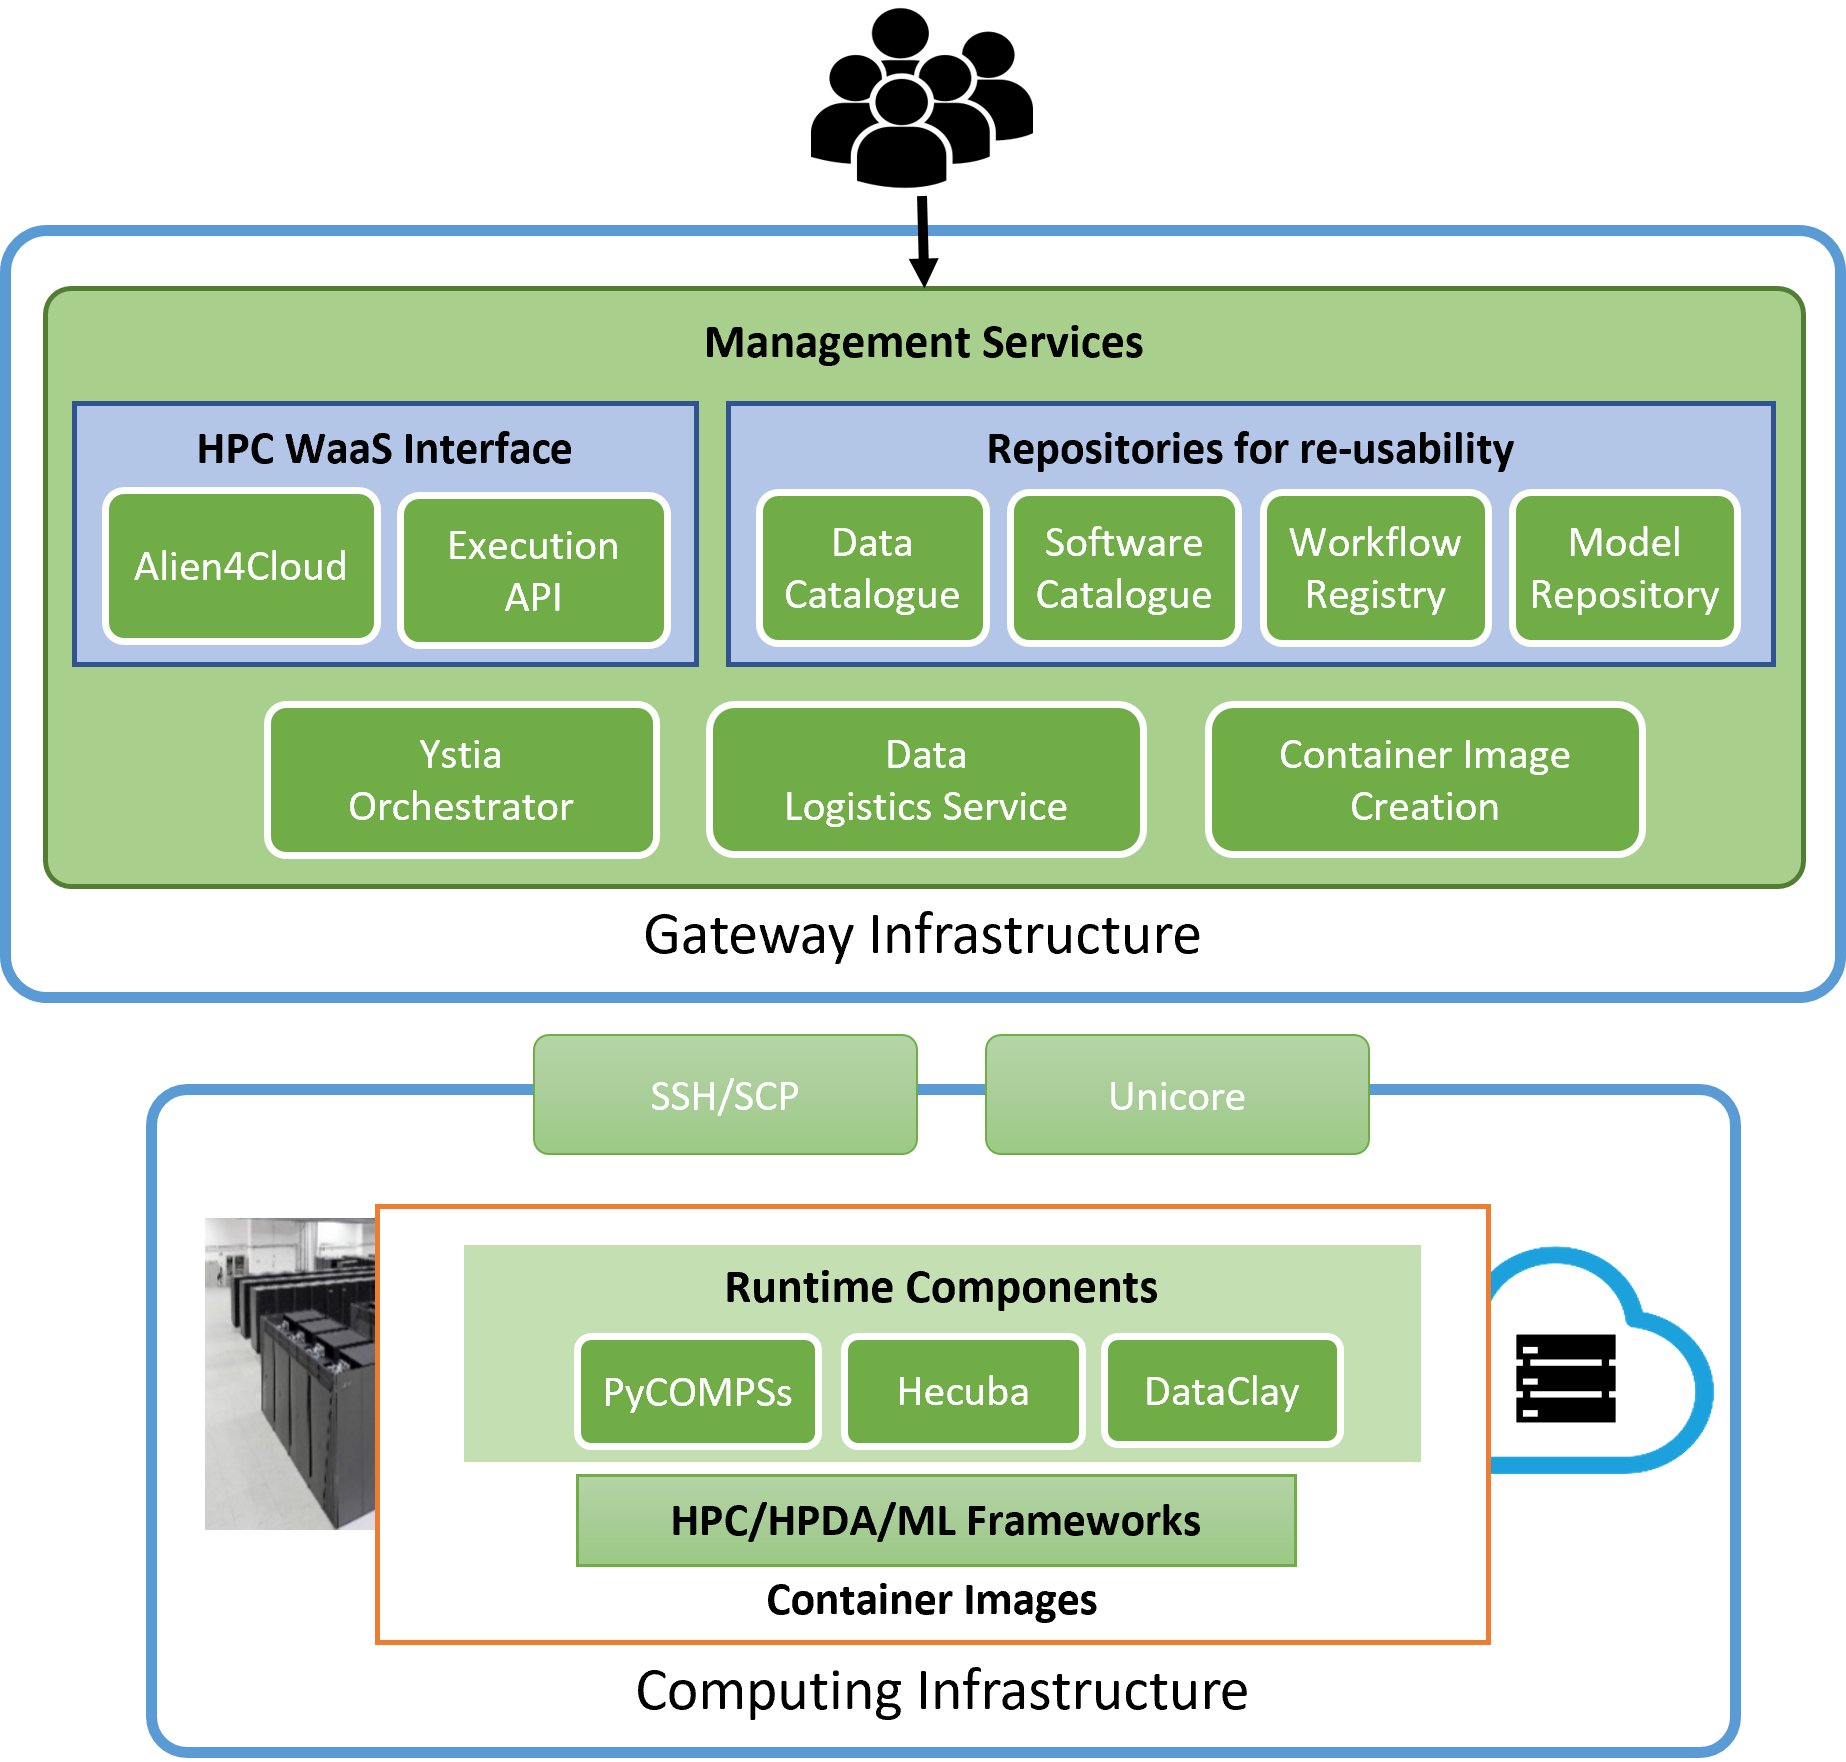 Management Services
HPC WaaS Interface
Alien4Cloud
Execution
API
Repositories for re-usability
Data
Catalogue
Software
Catalogue
Workflow
Registry
Model
Repository
Ystia
Orchestrator
Data
Logistics Service
Container Image
Creation
Gateway Infrastructure
SSH/SCP
Unicore
Runtime Components
PyCOMPSs
Hecuba
DataClay
HPC/HPDA/ML Frameworks
Container Images
Computing Infrastructure